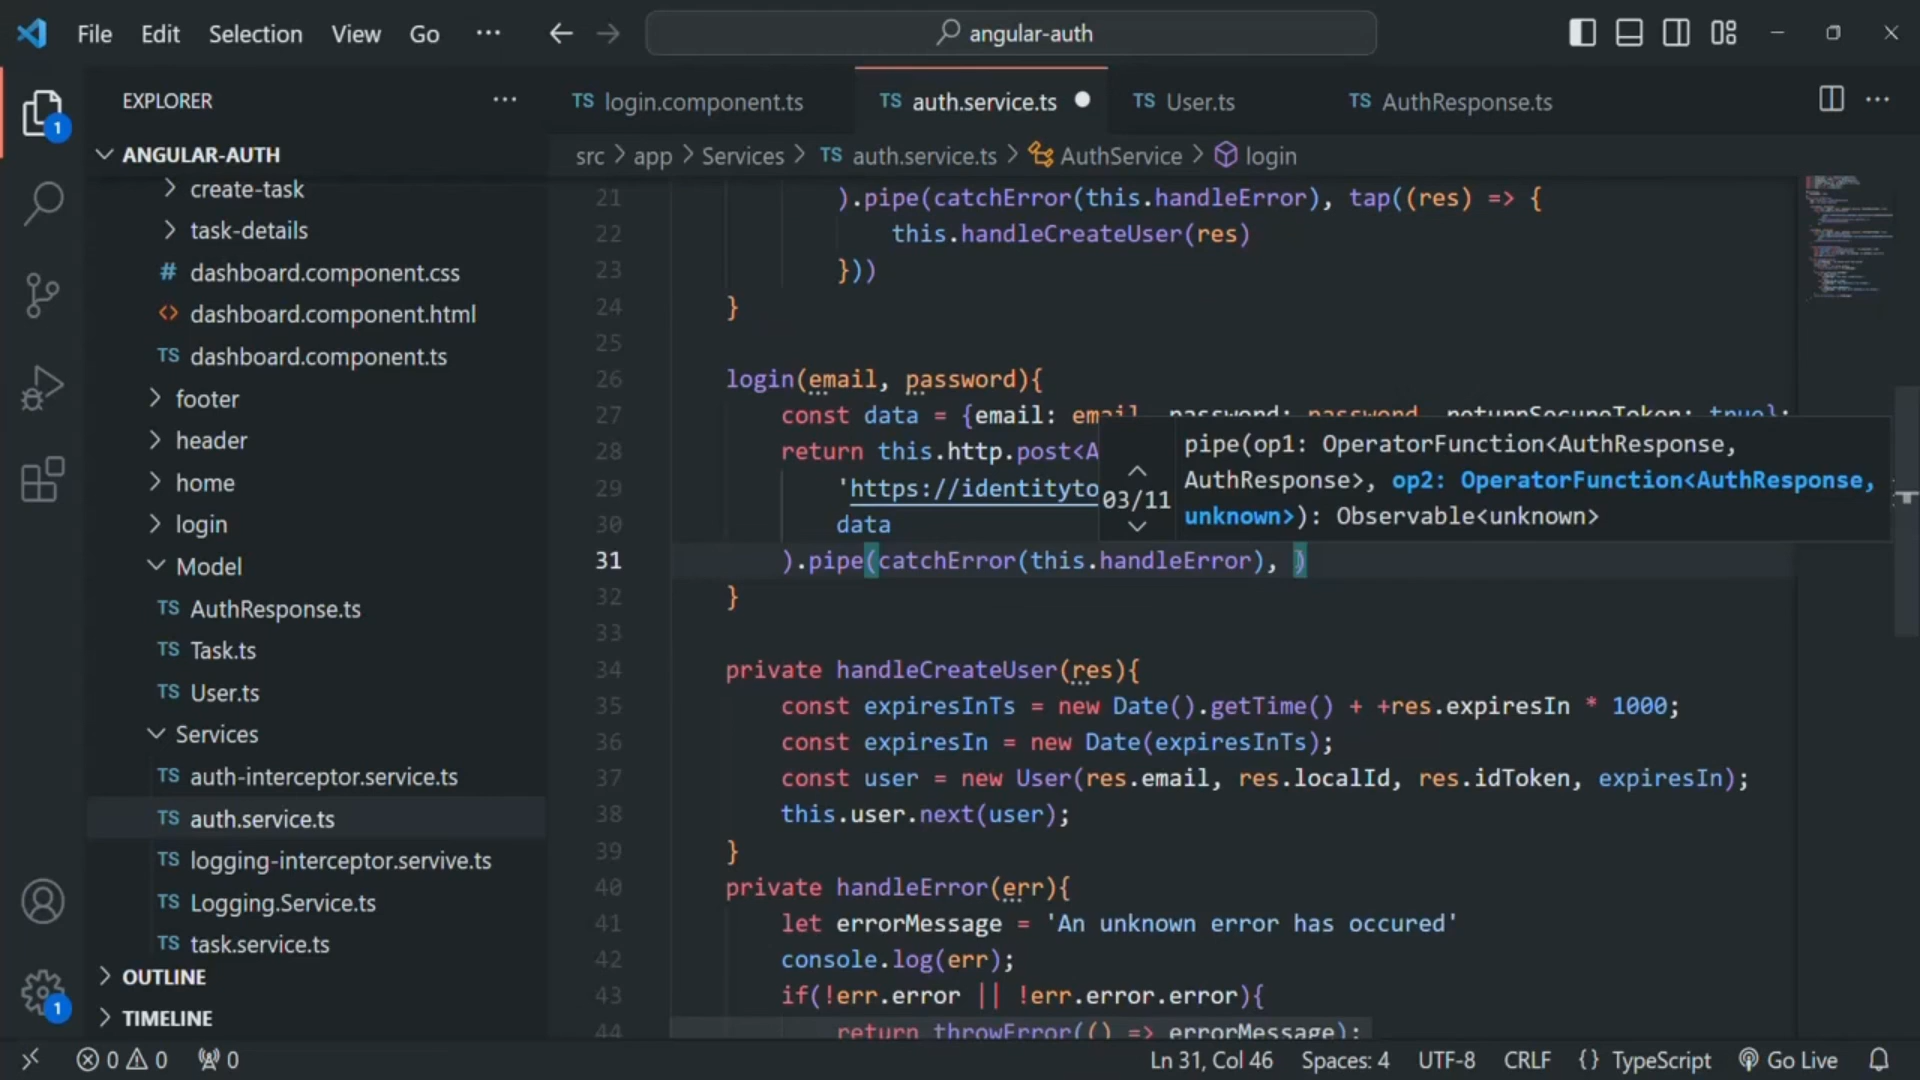 File Edit Selection View Go ··· angular-auth
EXPLORER ···
TS login.component.ts TS auth.service.ts TS User.ts TS AuthResponse.ts ···
src > app > Services > TS auth.service.ts > AuthService > login
ANGULAR-AUTH
create-task
task-details
# dashboard.component.css
<> dashboard.component.html
TS dashboard.component.ts
footer
header
home
login
Model
TS AuthResponse.ts
TS Task.ts
TS User.ts
Services
TS auth-interceptor.service.ts
TS auth.service.ts
TS logging-interceptor.servive.ts
TS Logging.Service.ts
TS task.service.ts
OUTLINE
TIMELINE
1
1
21 ).pipe(catchError(this.handleError), tap((res) => {
22 this.handleCreateUser(res)
23 }))
24 }
25
26 login(email, password){
27 const data = {email: email, password: password, returnSecureToken: true};
28 return this.http.post<A
29 'https://identityto
30 data
31 ).pipe(catchError(this.handleError), )
32 }
33
34 private handleCreateUser(res){
35 const expiresInTs = new Date().getTime() + +res.expiresIn * 1000;
36 const expiresIn = new Date(expiresInTs);
37 const user = new User(res.email, res.localId, res.idToken, expiresIn);
38 this.user.next(user);
39 }
40 private handleError(err){
41 let errorMessage = 'An unknown error has occured'
42 console.log(err);
43 if(!err.error || !err.error.error){
44 return throwError(() => errorMessage);
03/11
pipe(op1: OperatorFunction<AuthResponse,
AuthResponse>, op2: OperatorFunction<AuthResponse,
unknown>): Observable<unknown>
0 0 0 Ln 31, Col 46 Spaces: 4 UTF-8 CRLF {} TypeScript Go Live